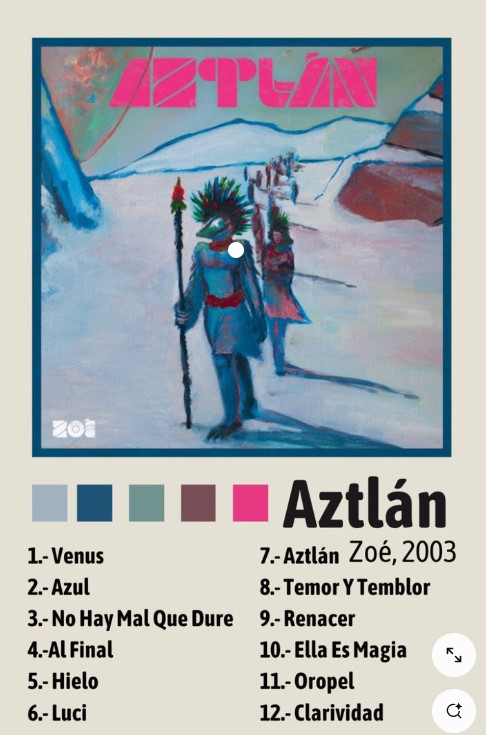 AZTLÁN
ZOÉ
Aztlán
Zoé, 2003
1.- Venus
2.- Azul
3.- No Hay Mal Que Dure
4.-Al Final
5.- Hielo
6.- Luci
7.- Aztlán
8.- Temor Y Temblor
9.- Renacer
10.- Ella Es Magia
11.- Oropel
12.- Clarividad